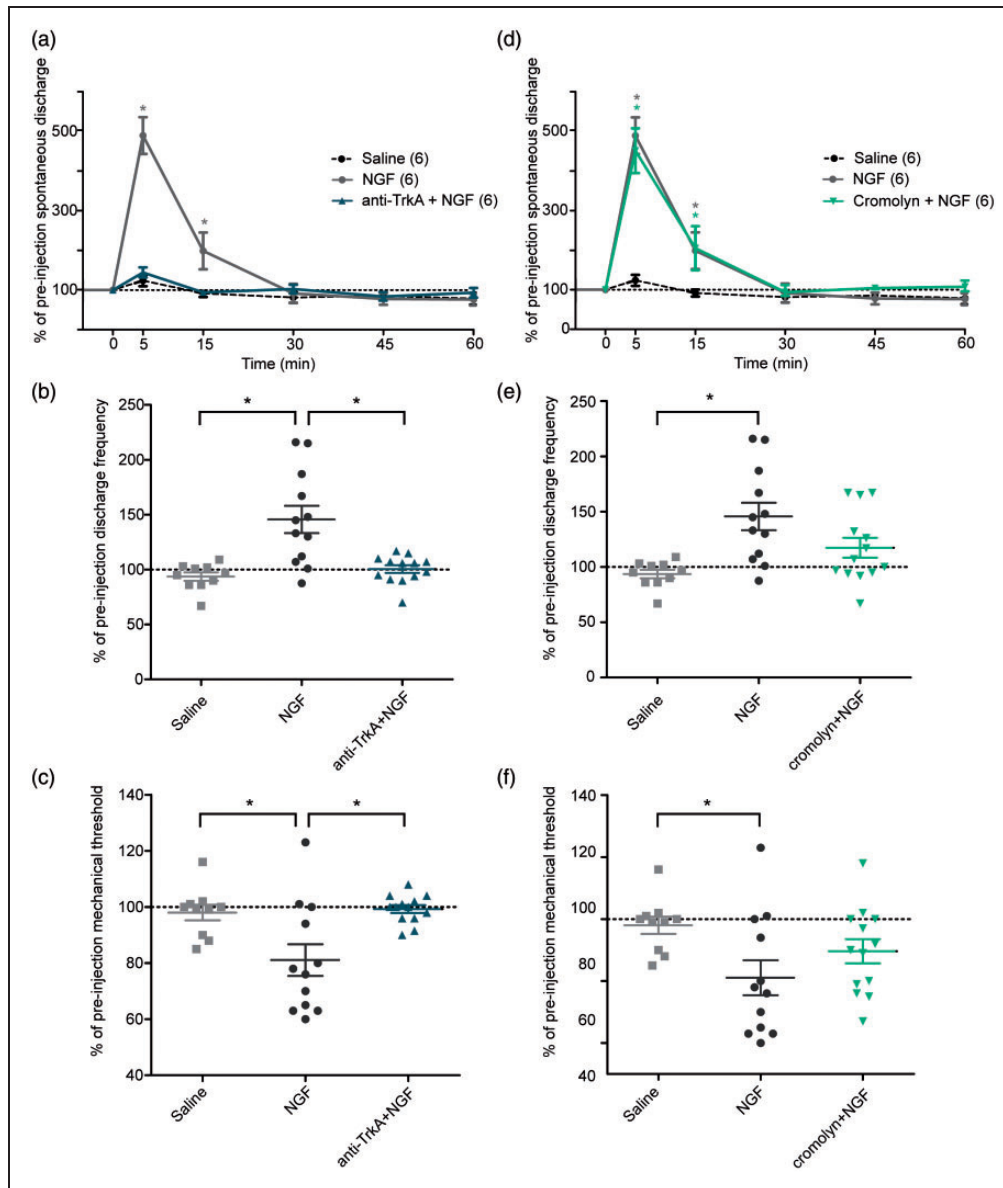 (a)
% of pre-injection spontaneous discharge
500
300
100
0
0 5 15 30 45 60
Time (min)
*
*
Saline (6)
NGF (6)
anti-TrkA + NGF (6)
(d)
% of pre-injection spontaneous discharge
500
300
100
0
0 5 15 30 45 60
Time (min)
*
*
*
*
Saline (6)
NGF (6)
Cromolyn + NGF (6)
(b)
% of pre-injection discharge frequency
250
200
150
100
50
0
* *
Saline
NGF
anti-TrkA+NGF
(e)
% of pre-injection discharge frequency
250
200
150
100
50
0
*
Saline
NGF
cromolyn+NGF
(c)
% of pre-injection mechanical threshold
140
120
100
80
60
40
* *
Saline
NGF
anti-TrkA+NGF
(f)
% of pre-injection mechanical threshold
140
120
100
80
60
40
*
Saline
NGF
cromolyn+NGF